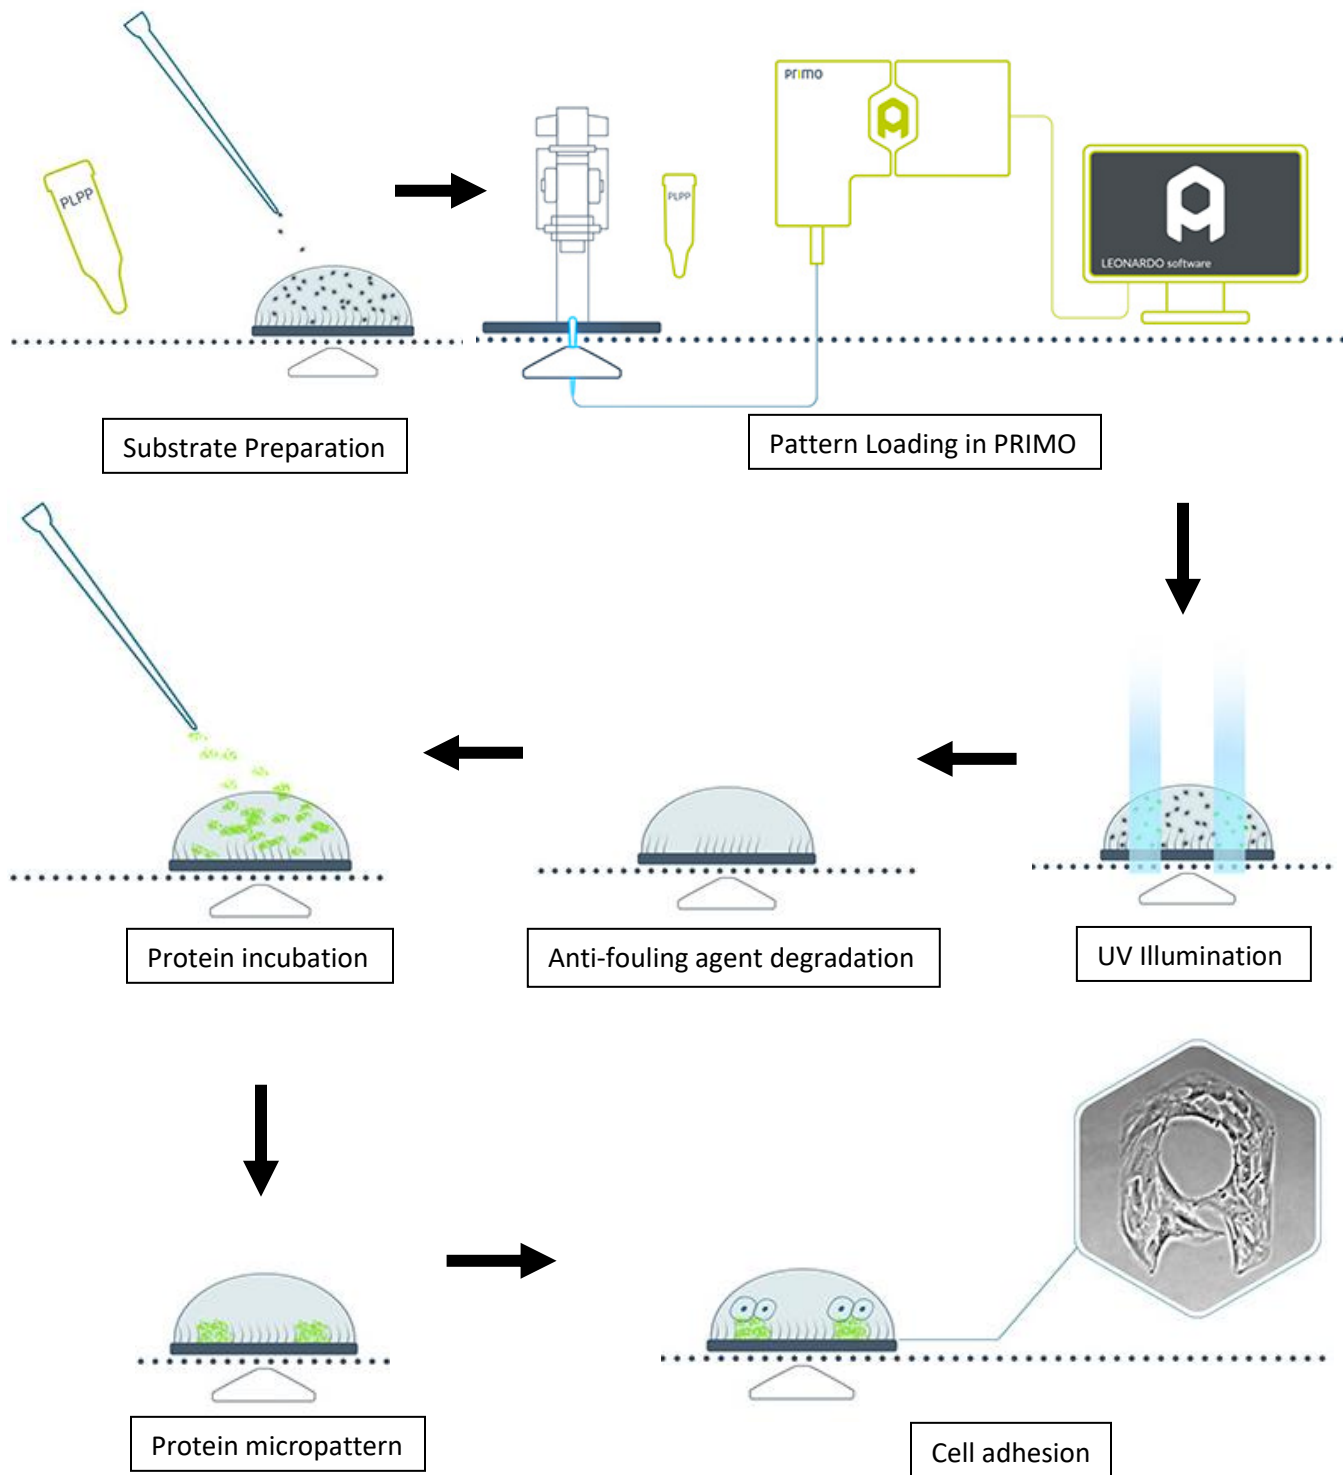 PLPP
PLPP
PRIMO
LEONARDO software
Substrate Preparation
Pattern Loading in PRIMO
Protein incubation
Anti-fouling agent degradation
UV Illumination
Protein micropattern
Cell adhesion